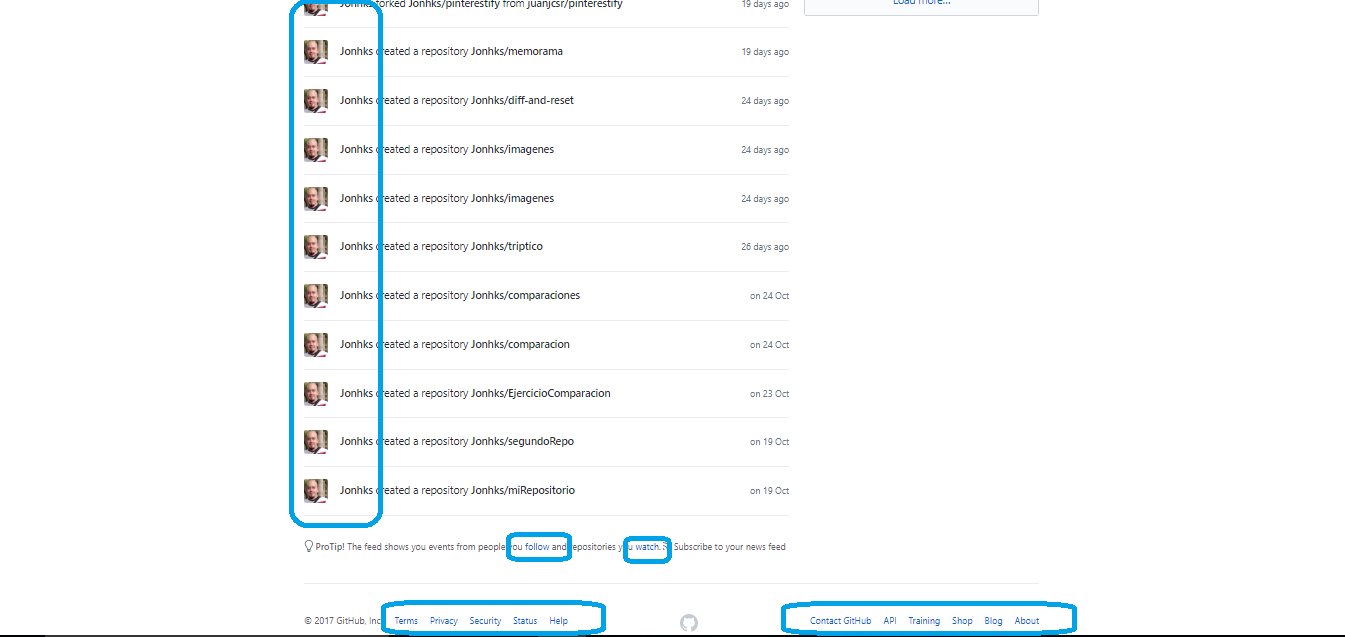 Jonhks forked Jonhks/pinterestify from juanjcsr/pinterestify 19 days ago
Load more...
Jonhks created a repository Jonhks/memorama 19 days ago
Jonhks created a repository Jonhks/diff-and-reset 24 days ago
Jonhks created a repository Jonhks/imagenes 24 days ago
Jonhks created a repository Jonhks/imagenes 24 days ago
Jonhks created a repository Jonhks/triptico 26 days ago
Jonhks created a repository Jonhks/comparaciones on 24 Oct
Jonhks created a repository Jonhks/comparacion on 24 Oct
Jonhks created a repository Jonhks/EjercicioComparacion on 23 Oct
Jonhks created a repository Jonhks/segundoRepo on 19 Oct
Jonhks created a repository Jonhks/miRepositorio on 19 Oct
ProTip! The feed shows you events from people you follow and repositories you watch. Subscribe to your news feed
© 2017 GitHub, Inc. Terms Privacy Security Status Help Contact GitHub API Training Shop Blog About